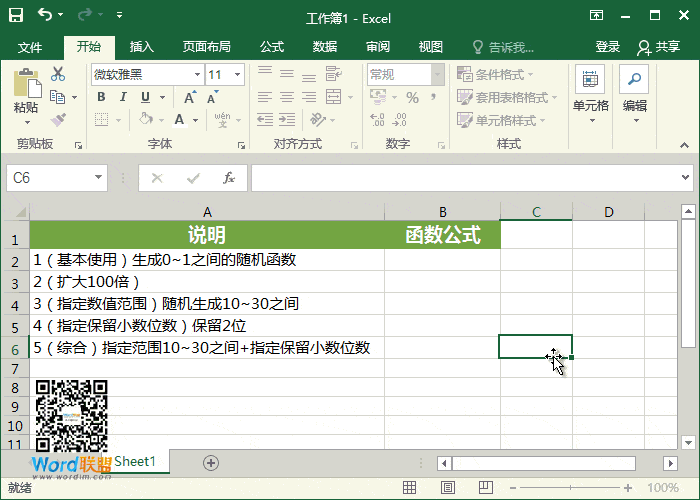 工作簿1 - Excel
文件 开始 插入 页面布局 公式 数据 审阅 视图 告诉我... 登录 共享
微软雅黑 11 常规 条件格式
粘贴 B I U A A % , 套用表格格式 单元格 编辑
A wén 文 .00 .0 单元格样式
剪贴板 字体 对齐方式 数字 样式
C6 fx
A B C D
1 说明 函数公式
2 1（基本使用）生成0~1之间的随机函数
3 2（扩大100倍）
4 3（指定数值范围）随机生成10~30之间
5 4（指定保留小数位数）保留2位
6 5（综合）指定范围10~30之间+指定保留小数位数
7
8
9
10
11
Word联盟
www.wordlm.com
Sheet1
就绪 100%